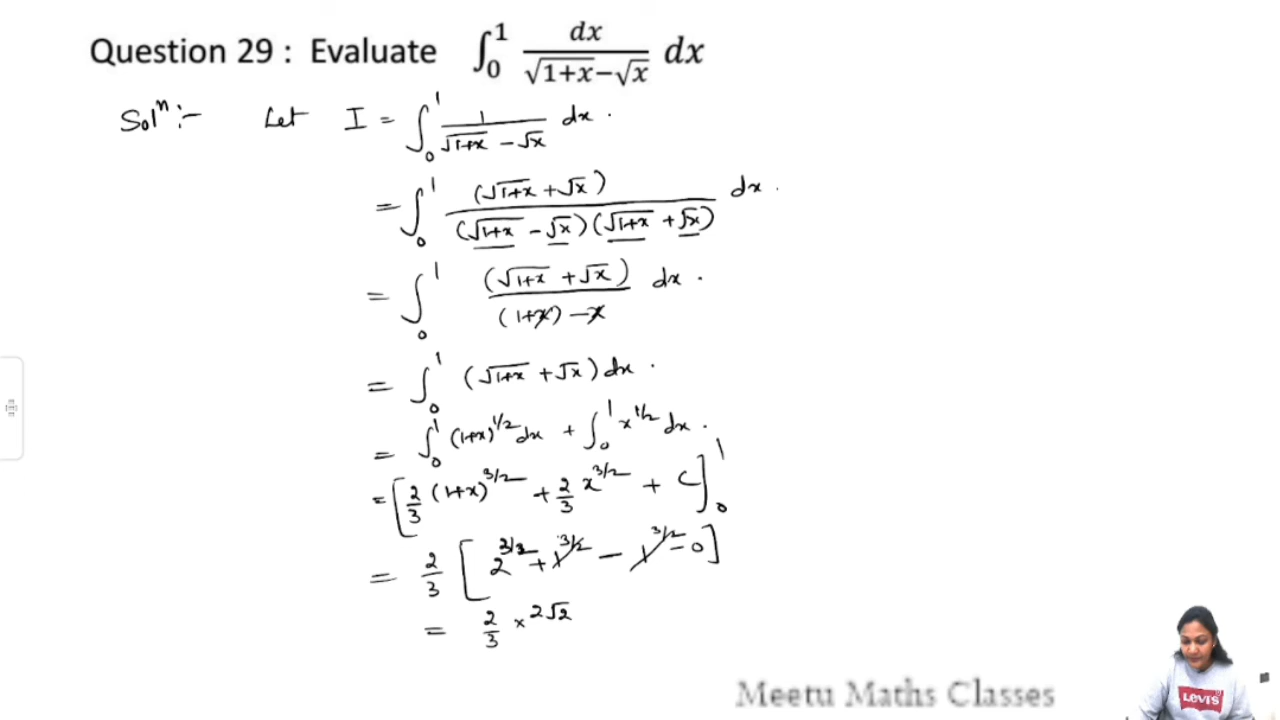 Question 29 : Evaluate ∫₀¹ dx/(√1+x−√x) dx
Solⁿ:- Let I = ∫₀¹ 1/(√1+x − √x) dx .
= ∫₀¹ (√1+x + √x)/((√1+x − √x)(√1+x + √x)) dx .
= ∫₀¹ (√1+x + √x)/((1+x) − x) dx .
= ∫₀¹ (√1+x + √x) dx .
= ∫₀¹ (1+x)^1/2 dx + ∫₀¹ x^1/2 dx .
= [2/3 (1+x)^3/2 + 2/3 x^3/2 + C]₀¹
= 2/3 [2^3/2 + 1^3/2 − 1^3/2 − 0]
= 2/3 × 2√2
LEVI'S
Meetu Maths Classes